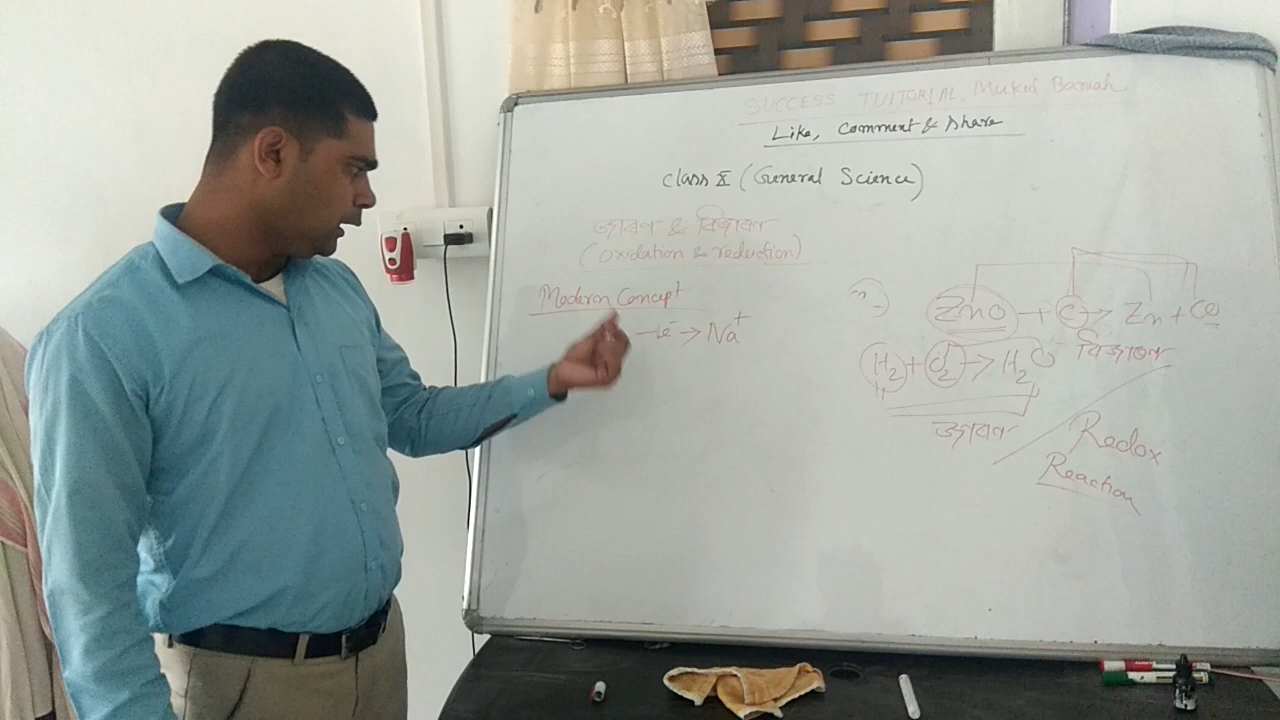 SUCCESS TUITORIAL, Mukul Baruah
Like, Comment & Share
Class X (General Science)
জাৰণ & বিজাৰণ
(Oxidation & reduction)
Modern Concept
-e⁻ → Na⁺
ZnO + C → Zn + CO
H₂ + O₂ → H₂O
বিজাৰণ
জাৰণ
Redox
Reaction